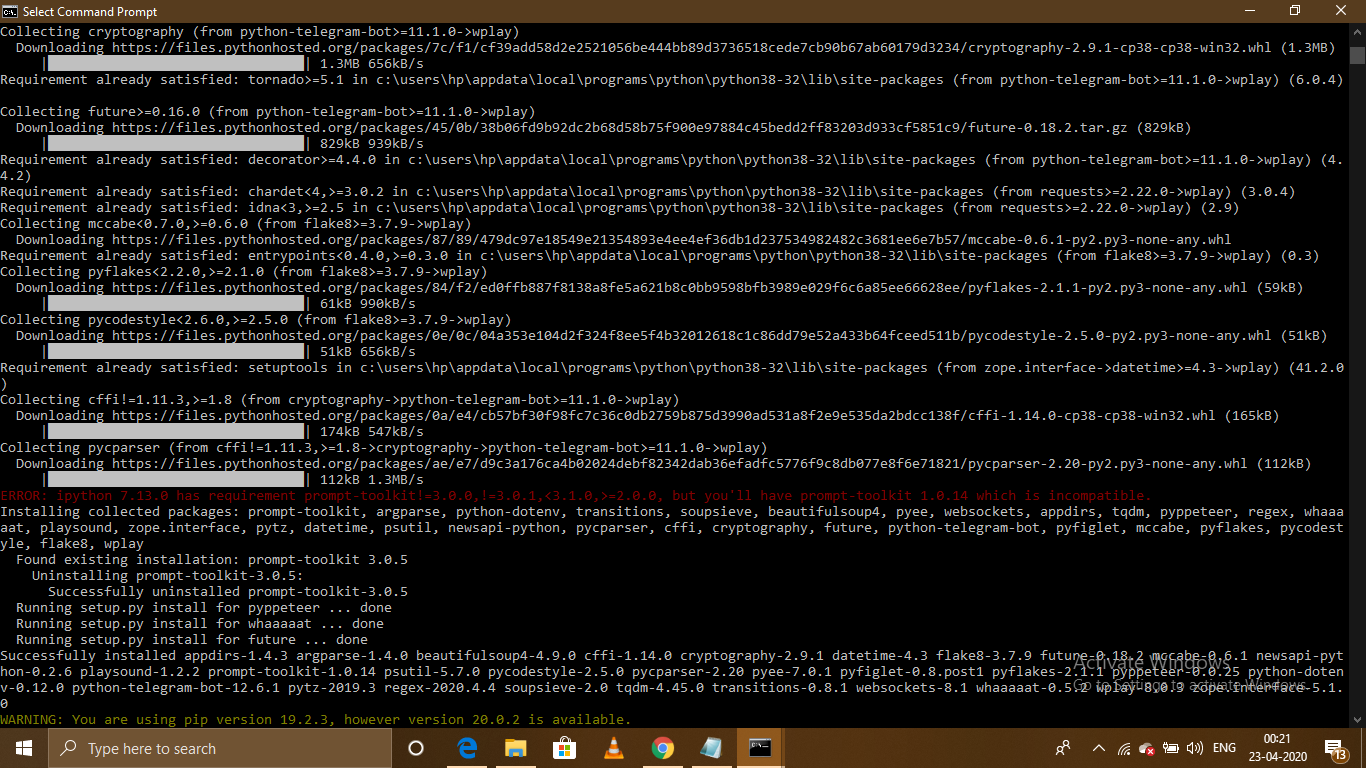 Select Command Prompt
Collecting cryptography (from python-telegram-bot>=11.1.0->wplay)
Downloading https://files.pythonhosted.org/packages/7c/f1/cf39add58d2e2521056be444bb89d3736518cede7cb90b67ab60179d3234/cryptography-2.9.1-cp38-cp38-win32.whl (1.3MB)
| | 1.3MB 656kB/s
Requirement already satisfied: tornado>=5.1 in c:\users\hp\appdata\local\programs\python\python38-32\lib\site-packages (from python-telegram-bot>=11.1.0->wplay) (6.0.4)
Collecting future>=0.16.0 (from python-telegram-bot>=11.1.0->wplay)
Downloading https://files.pythonhosted.org/packages/45/0b/38b06fd9b92dc2b68d58b75f900e97884c45bedd2ff83203d933cf5851c9/future-0.18.2.tar.gz (829kB)
| | 829kB 939kB/s
Requirement already satisfied: decorator>=4.4.0 in c:\users\hp\appdata\local\programs\python\python38-32\lib\site-packages (from python-telegram-bot>=11.1.0->wplay) (4.
4.2)
Requirement already satisfied: chardet<4,>=3.0.2 in c:\users\hp\appdata\local\programs\python\python38-32\lib\site-packages (from requests>=2.22.0->wplay) (3.0.4)
Requirement already satisfied: idna<3,>=2.5 in c:\users\hp\appdata\local\programs\python\python38-32\lib\site-packages (from requests>=2.22.0->wplay) (2.9)
Collecting mccabe<0.7.0,>=0.6.0 (from flake8>=3.7.9->wplay)
Downloading https://files.pythonhosted.org/packages/87/89/479dc97e18549e21354893e4ee4ef36db1d237534982482c3681ee6e7b57/mccabe-0.6.1-py2.py3-none-any.whl
Requirement already satisfied: entrypoints<0.4.0,>=0.3.0 in c:\users\hp\appdata\local\programs\python\python38-32\lib\site-packages (from flake8>=3.7.9->wplay) (0.3)
Collecting pyflakes<2.2.0,>=2.1.0 (from flake8>=3.7.9->wplay)
Downloading https://files.pythonhosted.org/packages/84/f2/ed0ffb887f8138a8fe5a621b8c0bb9598bfb3989e029f6c6a85ee66628ee/pyflakes-2.1.1-py2.py3-none-any.whl (59kB)
| | 61kB 990kB/s
Collecting pycodestyle<2.6.0,>=2.5.0 (from flake8>=3.7.9->wplay)
Downloading https://files.pythonhosted.org/packages/0e/0c/04a353e104d2f324f8ee5f4b32012618c1c86dd79e52a433b64fceed511b/pycodestyle-2.5.0-py2.py3-none-any.whl (51kB)
| | 51kB 656kB/s
Requirement already satisfied: setuptools in c:\users\hp\appdata\local\programs\python\python38-32\lib\site-packages (from zope.interface->datetime>=4.3->wplay) (41.2.0
)
Collecting cffi!=1.11.3,>=1.8 (from cryptography->python-telegram-bot>=11.1.0->wplay)
Downloading https://files.pythonhosted.org/packages/0a/e4/cb57bf30f98fc7c36c0db2759b875d3990ad531a8f2e9e535da2bdcc138f/cffi-1.14.0-cp38-cp38-win32.whl (165kB)
| | 174kB 547kB/s
Collecting pycparser (from cffi!=1.11.3,>=1.8->cryptography->python-telegram-bot>=11.1.0->wplay)
Downloading https://files.pythonhosted.org/packages/ae/e7/d9c3a176ca4b02024debf82342dab36efadfc5776f9c8db077e8f6e71821/pycparser-2.20-py2.py3-none-any.whl (112kB)
| | 112kB 1.3MB/s
ERROR: ipython 7.13.0 has requirement prompt-toolkit!=3.0.0,!=3.0.1,<3.1.0,>=2.0.0, but you'll have prompt-toolkit 1.0.14 which is incompatible.
Installing collected packages: prompt-toolkit, argparse, python-dotenv, transitions, soupsieve, beautifulsoup4, pyee, websockets, appdirs, tqdm, pyppeteer, regex, whaaa
aat, playsound, zope.interface, pytz, datetime, psutil, newsapi-python, pycparser, cffi, cryptography, future, python-telegram-bot, pyfiglet, mccabe, pyflakes, pycodest
yle, flake8, wplay
Found existing installation: prompt-toolkit 3.0.5
Uninstalling prompt-toolkit-3.0.5:
Successfully uninstalled prompt-toolkit-3.0.5
Running setup.py install for pyppeteer ... done
Running setup.py install for whaaaaat ... done
Running setup.py install for future ... done
Successfully installed appdirs-1.4.3 argparse-1.4.0 beautifulsoup4-4.9.0 cffi-1.14.0 cryptography-2.9.1 datetime-4.3 flake8-3.7.9 future-0.18.2 mccabe-0.6.1 newsapi-pyt
hon-0.2.6 playsound-1.2.2 prompt-toolkit-1.0.14 psutil-5.7.0 pycodestyle-2.5.0 pycparser-2.20 pyee-7.0.1 pyfiglet-0.8.post1 pyflakes-2.1.1 pyppeteer-0.0.25 python-doten
v-0.12.0 python-telegram-bot-12.6.1 pytz-2019.3 regex-2020.4.4 soupsieve-2.0 tqdm-4.45.0 transitions-0.8.1 websockets-8.1 whaaaaat-0.5.2 wplay-8.0.3 zope.interface-5.1.
0
WARNING: You are using pip version 19.2.3, however version 20.0.2 is available.
Activate Windows
Go to Settings to activate Windows.
Type here to search
ENG
00:21
23-04-2020
13